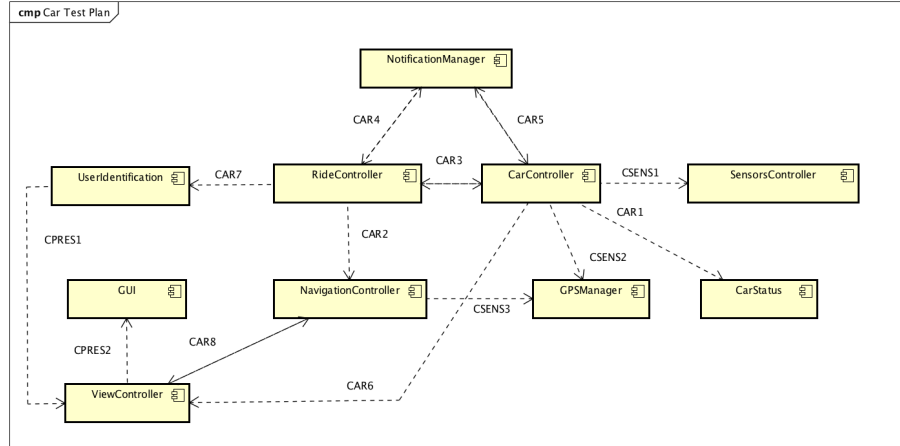 cmp Car Test Plan
NotificationManager
CAR4
CAR5
UserIdentification
CAR7
RideController
CAR3
CarController
CSENS1
SensorsController
CPRES1
CAR2
CSENS2
CAR1
GUI
NavigationController
CSENS3
GPSManager
CarStatus
CPRES2
CAR8
CAR6
ViewController